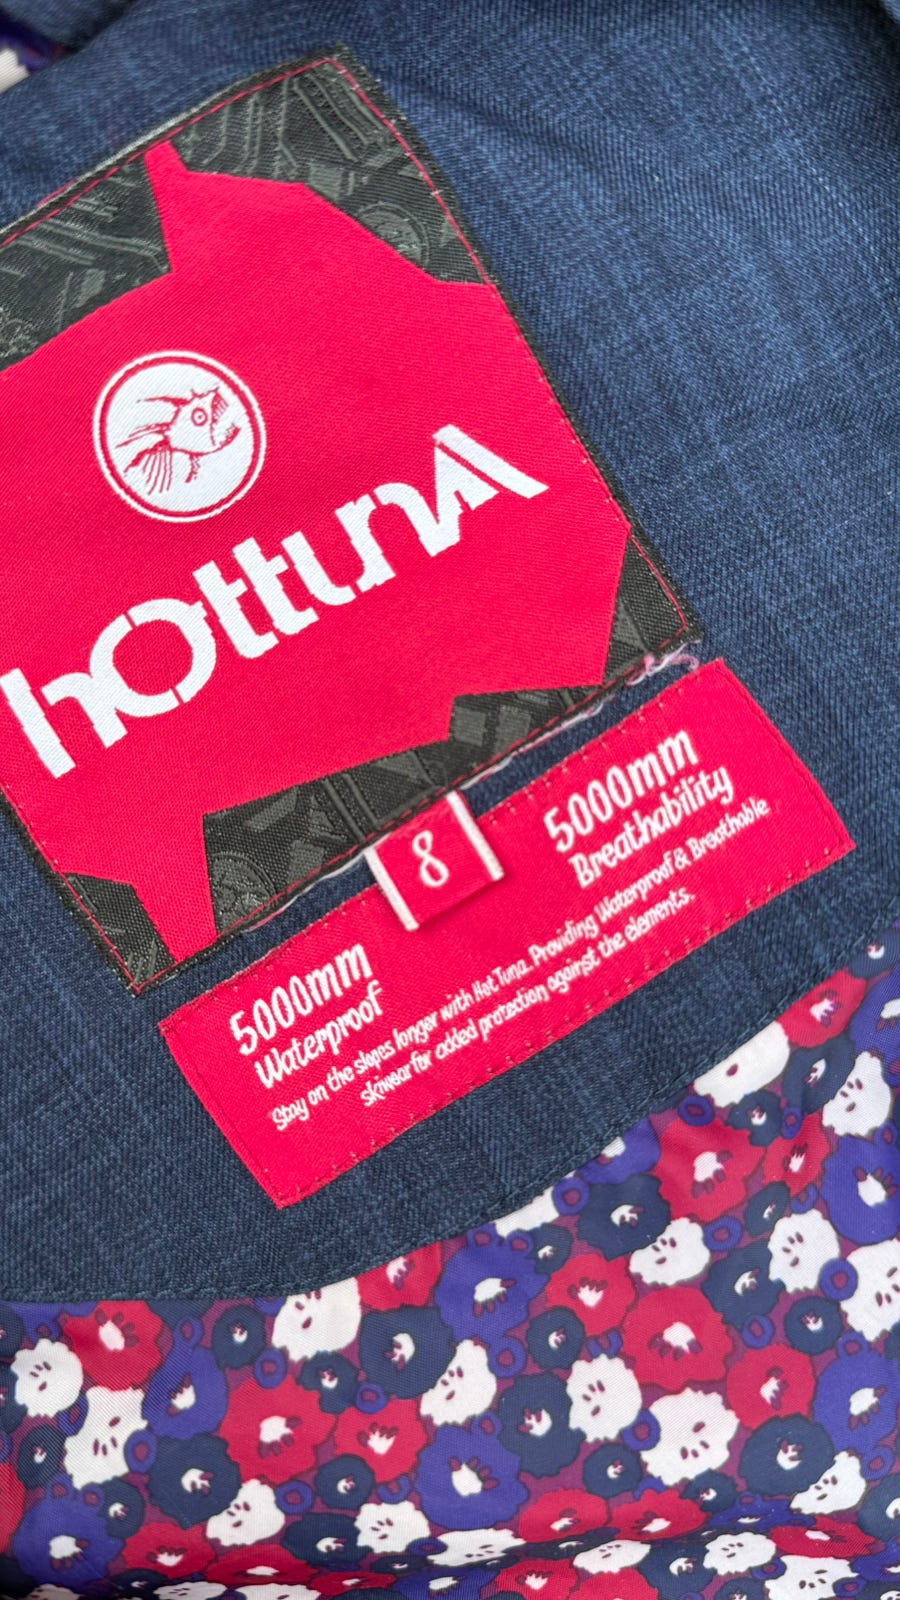 hOttunA
8
5000mm
Waterproof
5000mm
Breathability
Stay on the slopes longer with Hot Tuna. Providing Waterproof & Breathable
skiwear for added protection against the elements.